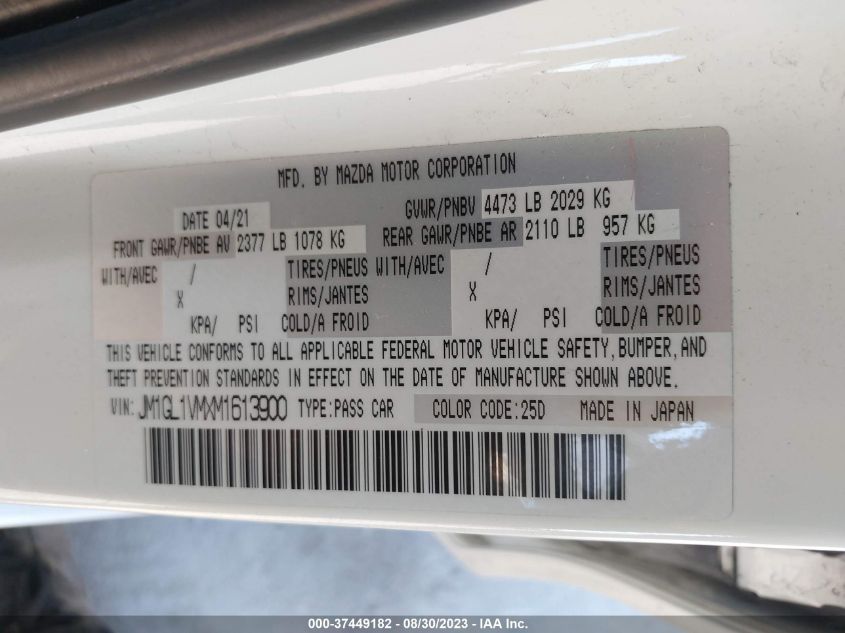 MFD. BY MAZDA MOTOR CORPORATION
DATE 04/21 GVWR/PNBV 4473 LB 2029 KG
FRONT GAWR/PNBE AV 2377 LB 1078 KG REAR GAWR/PNBE AR 2110 LB 957 KG
WITH/AVEC / TIRES/PNEUS WITH/AVEC / TIRES/PNEUS
X RIMS/JANTES X RIMS/JANTES
KPA/ PSI COLD/A FROID KPA/ PSI COLD/A FROID
THIS VEHICLE CONFORMS TO ALL APPLICABLE FEDERAL MOTOR VEHICLE SAFETY, BUMPER, AND
THEFT PREVENTION STANDARDS IN EFFECT ON THE DATE OF MANUFACTURE SHOWN ABOVE.
VIN: JM1GL1VMXM1613900 TYPE:PASS CAR COLOR CODE:25D MADE IN JAPAN
000-37449182 - 08/30/2023 - IAA Inc.